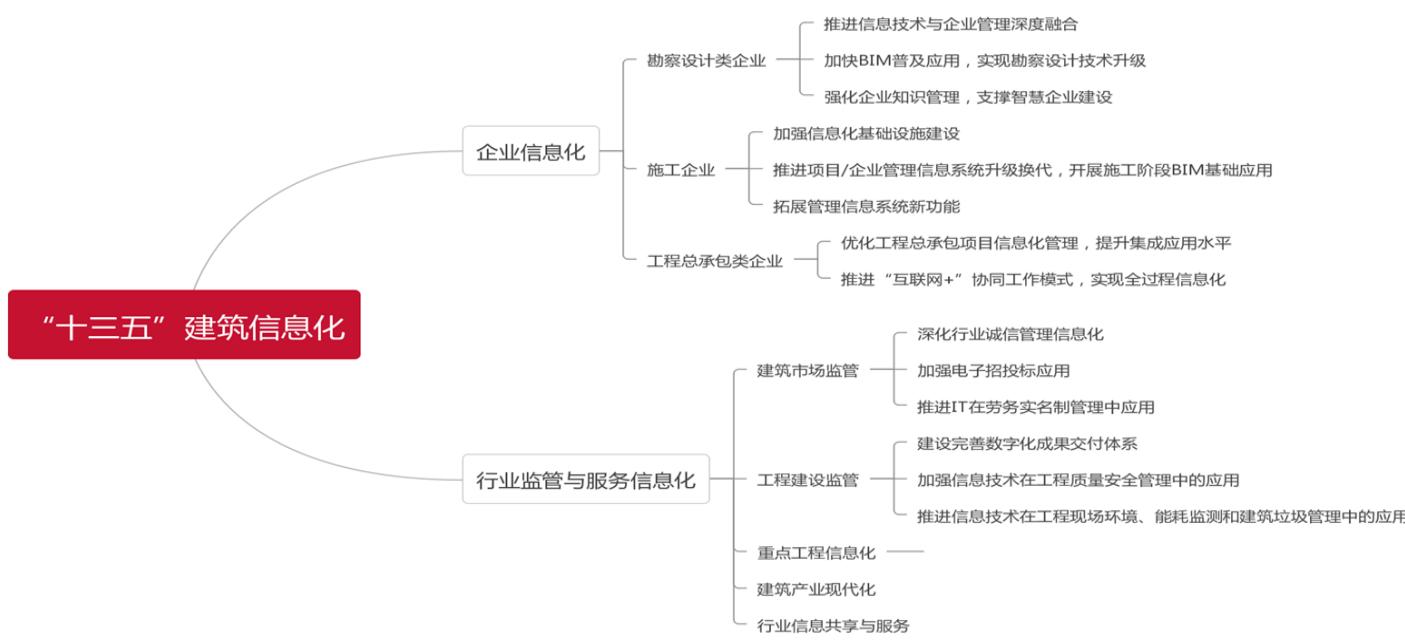 “十三五”建筑信息化
企业信息化
勘察设计类企业
推进信息技术与企业管理深度融合
加快BIM普及应用，实现勘察设计技术升级
强化企业知识管理，支撑智慧企业建设
施工企业
加强信息化基础设施建设
推进项目/企业管理信息系统升级换代，开展施工阶段BIM基础应用
拓展管理信息系统新功能
工程总承包类企业
优化工程总承包项目信息化管理，提升集成应用水平
推进“互联网+”协同工作模式，实现全过程信息化
行业监管与服务信息化
建筑市场监管
深化行业诚信管理信息化
加强电子招投标应用
推进IT在劳务实名制管理中应用
工程建设监管
建设完善数字化成果交付体系
加强信息技术在工程质量安全管理中的应用
推进信息技术在工程现场环境、能耗监测和建筑垃圾管理中的应用
重点工程信息化
建筑产业现代化
行业信息共享与服务